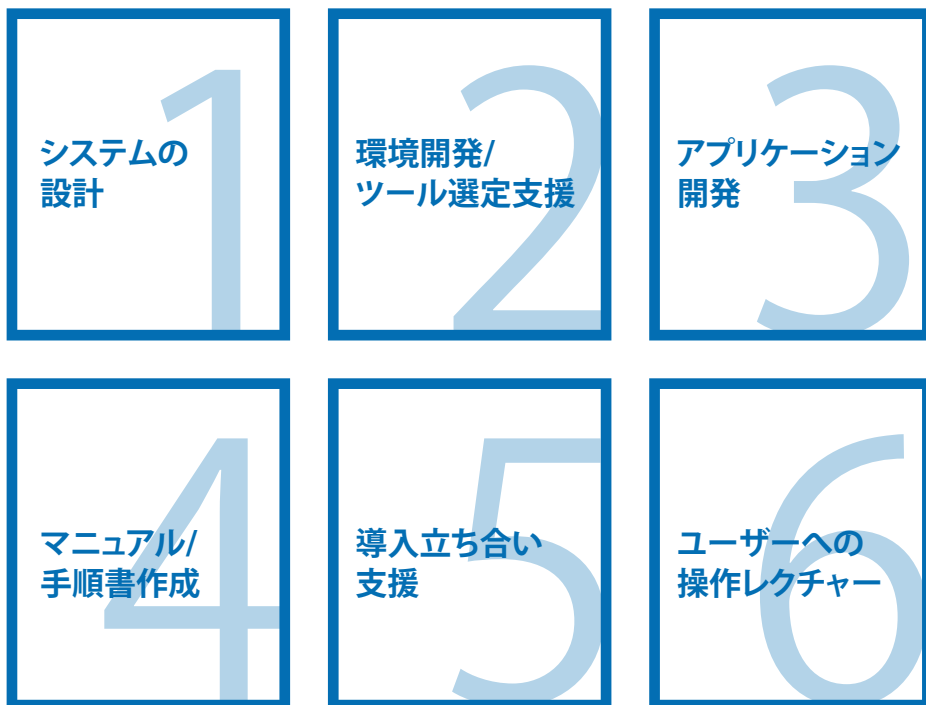 1
システムの
設計
2
環境開発/
ツール選定支援
3
アプリケーション
開発
4
マニュアル/
手順書作成
5
導入立ち合い
支援
6
ユーザーへの
操作レクチャー